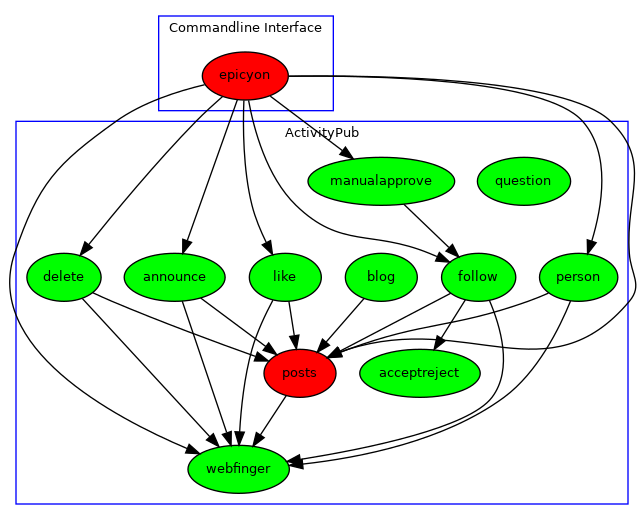 Commandline Interface
epicyon
ActivityPub
manualapprove
question
delete
announce
like
blog
follow
person
posts
acceptreject
webfinger